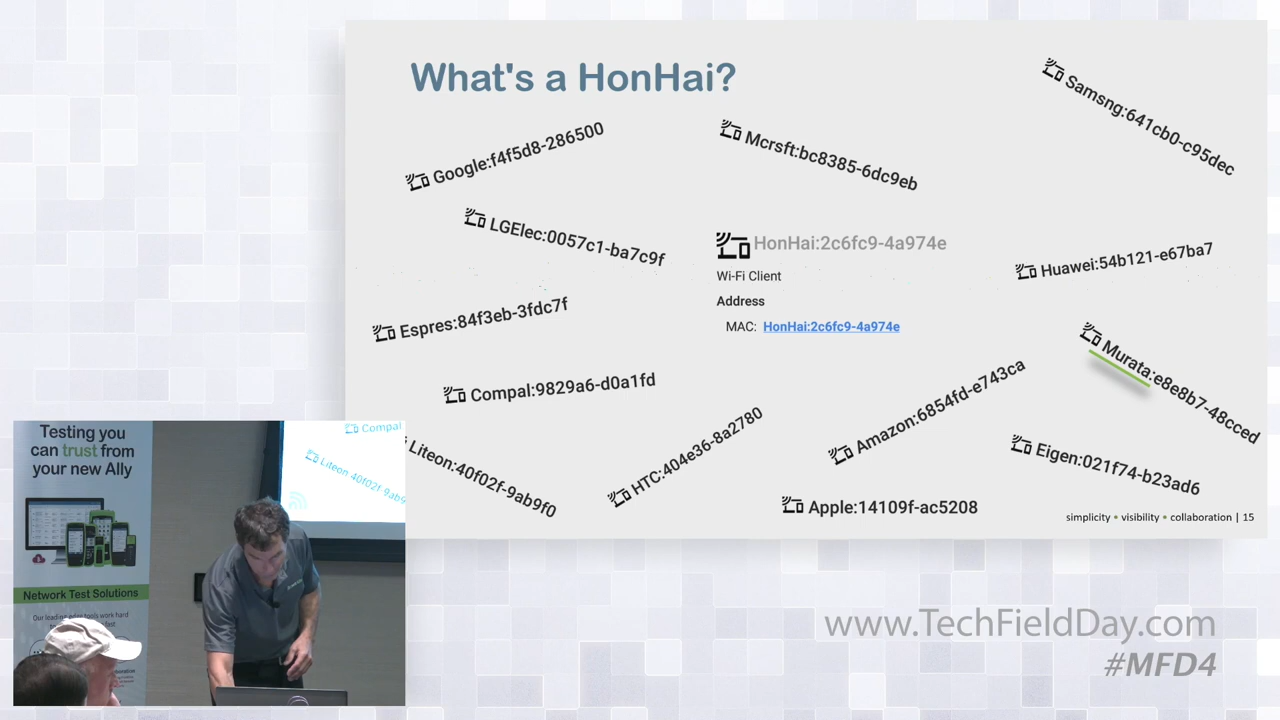 What's a HonHai?
Samsng:641cb0-c95dec
Google:f4f5d8-286500
Mcrsft:bc8385-6dc9eb
LGElec:0057c1-ba7c9f
HonHai:2c6fc9-4a974e
Huawei:54b121-e67ba7
Wi-Fi Client
Address
MAC: HonHai:2c6fc9-4a974e
Espres:84f3eb-3fdc7f
Murata:e8e8b7-48cced
Compal:9829a6-d0a1fd
Amazon:6854fd-e743ca
Liteon:40f02f-9ab9f0
HTC:404e36-8a2780
Eigen:021f74-b23ad6
Apple:14109f-ac5208
simplicity • visibility • collaboration | 15
Testing you
can trust from
your new Ally
Network Test Solutions
Compal
Liteon:40f02f-9ab9
www.TechFieldDay.com
#MFD4